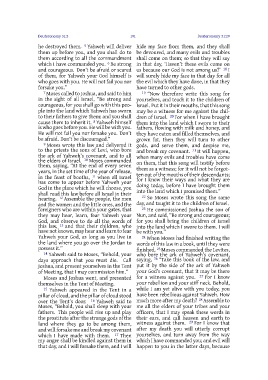 Deuteronomy 31:5
191
Deuteronomy 31:29
he destroyed them. 5 Yahweh will deliver
them up before you, and you shall do to
them according to all the commandment
which I have commanded you. 6 Be strong
and courageous. Don't be afraid or scared
of them, for Yahweh your God himself is
who goes with you. He will not fail you nor
forsake you."
7 Moses called to Joshua, and said to him
in the sight of all Israel, "Be strong and
courageous, for you shall go with this peo-
ple into the land which Yahweh has sworn
to their fathers to give them; and you shall
cause them to inherit it. 8 Yahweh himself
is who goes before you. He will be with you.
He will not fail you nor forsake you. Don't
be afraid. Don't be discouraged."
9 Moses wrote this law and delivered it
to the priests the sons of Levi, who bore
the ark of Yahweh's covenant, and to all
the elders of Israel. 10 Moses commanded
them, saying, "At the end of every seven
years, in the set time of the year of release,
in the feast of booths, 11 when all Israel
has come to appear before Yahweh your
God in the place which he will choose, you
shall read this law before all Israel in their
hearing. 12 Assemble the people, the men
and the women and the little ones, and the
foreigners who are within your gates, that
they may hear, learn, fear Yahweh your
God, and observe to do all the words of
this law, 13 and that their children, who
have not known, may hear and learn to fear
Yahweh your God, as long as you live in
the land where you go over the Jordan to
possess it."
14 Yahweh said to Moses, "Behold, your
days approach that you must die. Call
Joshua, and present yourselves in the Tent
of Meeting, that I may commission him."
Moses and Joshua went, and presented
themselves in the Tent of Meeting.
15 Yahweh appeared in the Tent in a
pillar of cloud, and the pillar of cloud stood
over the Tent's door. 16 Yahweh said to
Moses, "Behold, you shall sleep with your
fathers. This people will rise up and play
the prostitute after the strange gods of the
land where they go to be among them,
and will forsake me and break my covenant
which I have made with them. 17 Then
my anger shall be kindled against them in
that day, and I will forsake them, and I will
hide my face from them, and they shall
be devoured, and many evils and troubles
shall come on them; so that they will say
in that day, 'Haven't these evils come on
us because our God is not among us?' 18 I
will surely hide my face in that day for all
the evil which they have done, in that they
have turned to other gods.
19 "Now therefore write this song for
yourselves, and teach it to the children of
Israel. Put it in their mouths, that this song
may be a witness for me against the chil-
dren of Israel. 20 For when I have brought
them into the land which I swore to their
fathers, flowing with milk and honey, and
they have eaten and filled themselves, and
grown fat, then they will turn to other
gods, and serve them, and despise me,
and break my covenant. 21 It will happen,
when many evils and troubles have come
on them, that this song will testify before
them as a witness; for it will not be forgot-
ten out of the mouths of their descendants;
for I know their ways and what they are
doing today, before I have brought them
into the land which I promised them."
22 So Moses wrote this song the same
day, and taught it to the children of Israel.
23 He commissioned Joshua the son of
Nun, and said, "Be strong and courageous;
for you shall bring the children of Israel
into the land which I swore to them. I will
be with you."
24 When Moses had finished writing the
words of this law in a book, until they were
finished, 25 Moses commanded the Levites,
who bore the ark of Yahweh's covenant,
saying, 26 "Take this book of the law, and
put it by the side of the ark of Yahweh
your God's covenant, that it may be there
for a witness against you. 27 For I know
your rebellion and your stiff neck. Behold,
while I am yet alive with you today, you
have been rebellious against Yahweh. How
much more after my death? 28 Assemble to
me all the elders of your tribes and your
officers, that I may speak these words in
their ears, and call heaven and earth to
witness against them. 29 For I know that
after my death you will utterly corrupt
yourselves, and turn away from the way
which I have commanded you; and evil will
happen to you in the latter days, because